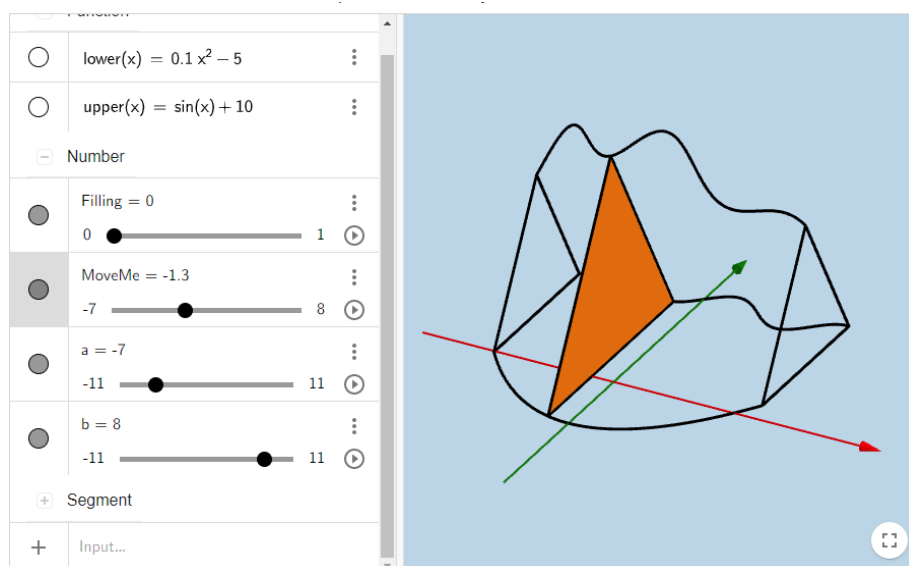 Function
lower(x) = 0.1 x² − 5
upper(x) = sin(x) + 10
Number
Filling = 0
0 1
MoveMe = -1.3
-7 8
a = -7
-11 11
b = 8
-11 11
Segment
Input...